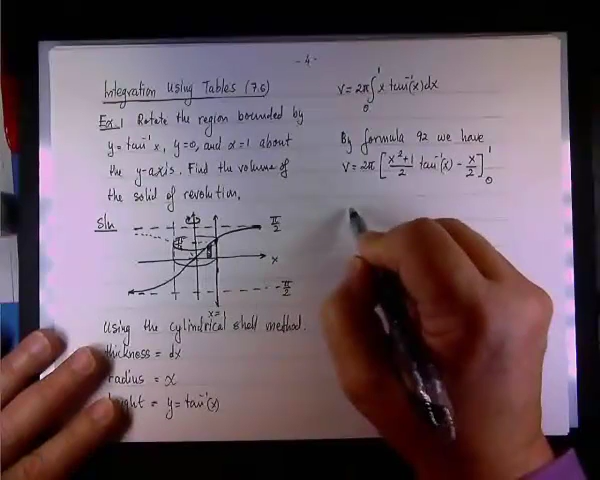 - 4 -
Integration Using Tables (7.6)
Ex 1 Rotate the region bounded by
y = tan⁻¹x, y=0, and x=1 about
the y-axis. Find the volume of
the solid of revolution.
Sln
π/2
x
-π/2
x=
Using the cylindrical shell method.
thickness = dx
radius = x
height = y = tan⁻¹(x)
V = 2π ∫₀¹ x tan⁻¹(x) dx
By formula 92 we have
V = 2π [ (x²+1)/2 tan⁻¹(x) - x/2 ]₀¹